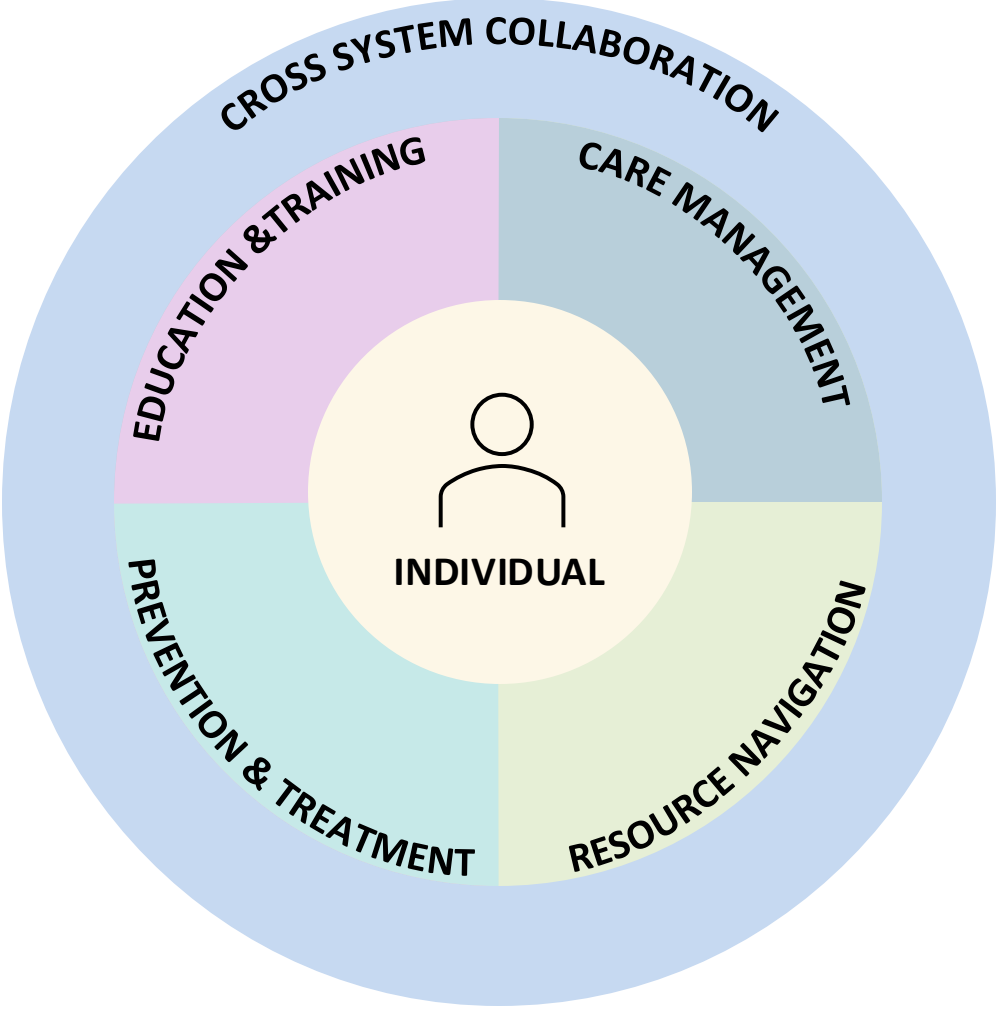 CROSS SYSTEM COLLABORATION
EDUCATION &TRAINING
CARE MANAGEMENT
INDIVIDUAL
PREVENTION & TREATMENT
RESOURCE NAVIGATION